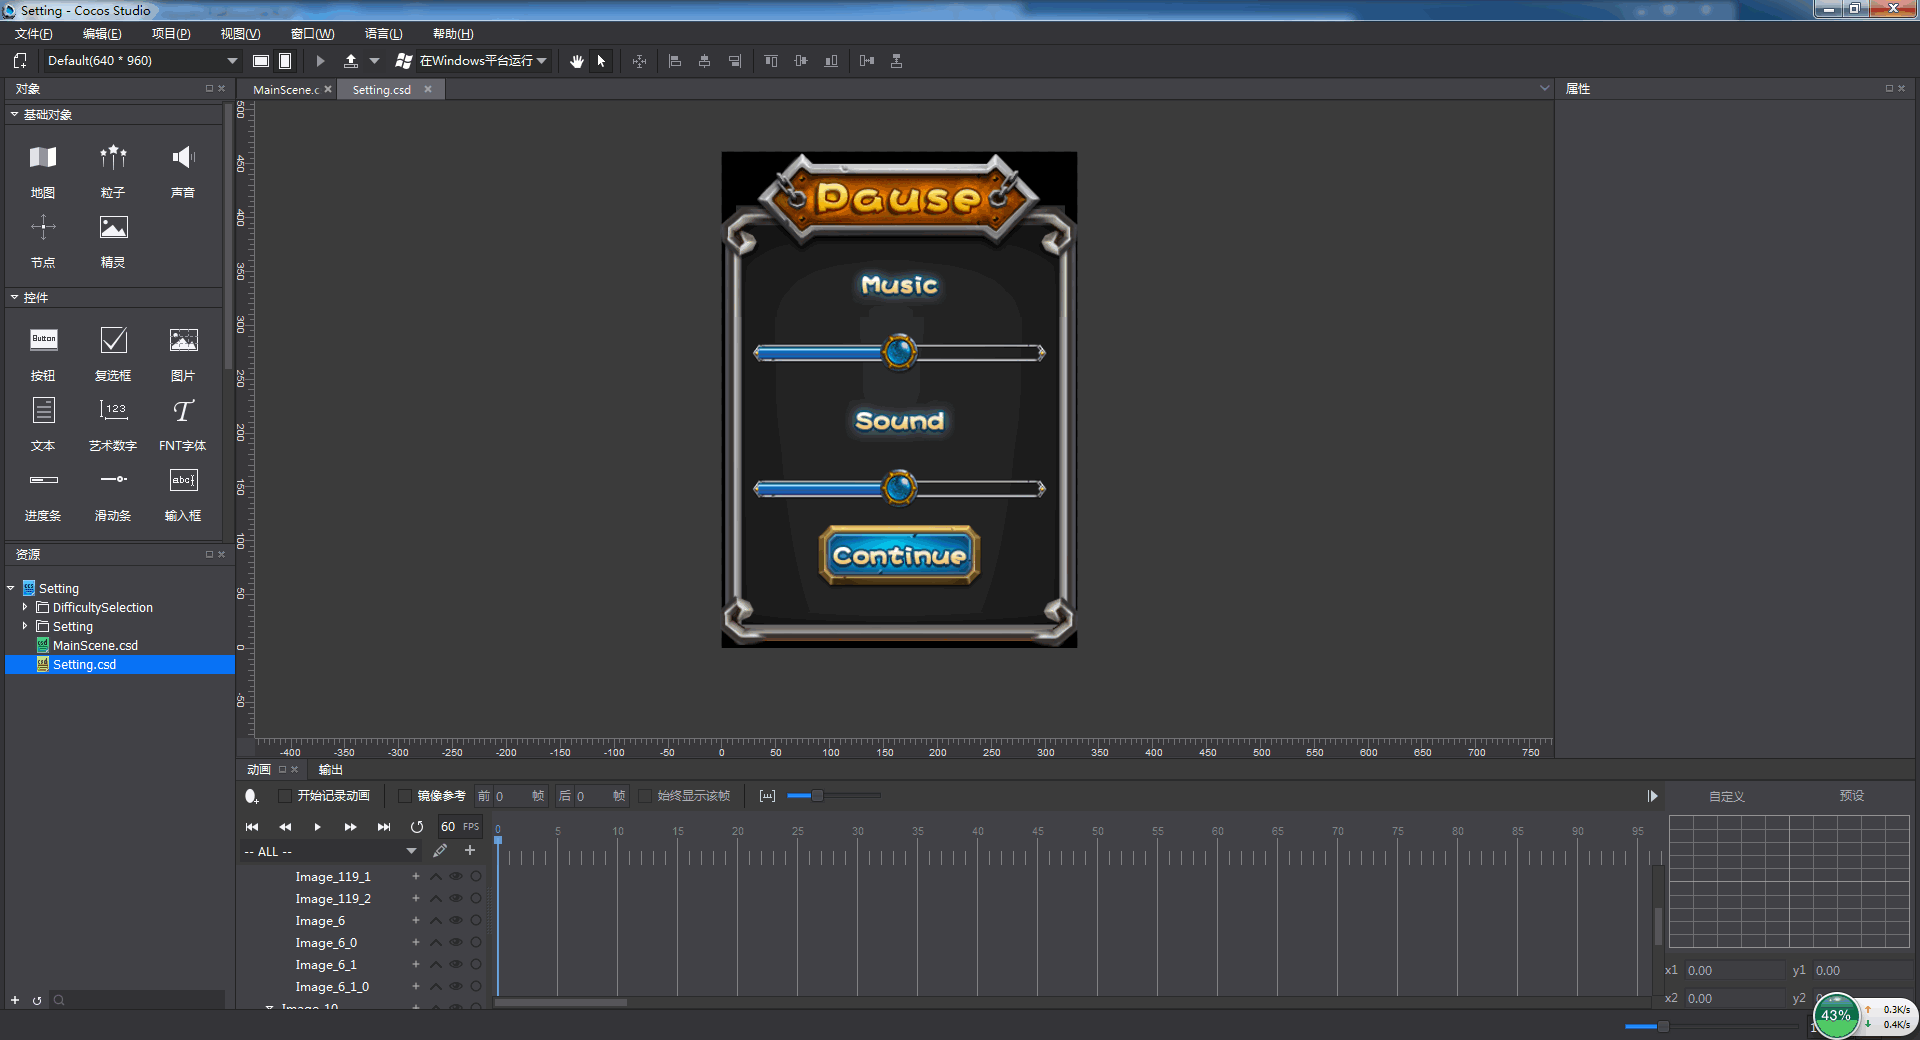 Setting - Cocos Studio
文件(F) 编辑(E) 项目(P) 视图(V) 窗口(W) 语言(L) 帮助(H)
Default(640 * 960) 在Windows平台运行
对象
MainScene.c Setting.csd
属性
基础对象
地图 粒子 声音
节点 精灵
控件
Button
按钮 复选框 图片
123
文本 艺术数字 FNT字体
abc
进度条 滑动条 输入框
500
450
400
350
300
250
200
150
100
50
0
-50
Pause
Music
Sound
Continue
资源
Setting
DifficultySelection
Setting
MainScene.csd
Setting.csd
-400 -350 -300 -250 -200 -150 -100 -50 0 50 100 150 200 250 300 350 400 450 500 550 600 650 700 750
动画 输出
开始记录动画 镜像参考 前 0 帧 后 0 帧 始终显示该帧
自定义 预设
60 FPS
0 5 10 15 20 25 30 35 40 45 50 55 60 65 70 75 80 85 90 95
-- ALL --
Image_119_1
Image_119_2
Image_6
Image_6_0
Image_6_1
Image_6_1_0
Image_10
x1 0.00 y1 0.00
x2 0.00 y2
43%
0.3K/s
0.4K/s